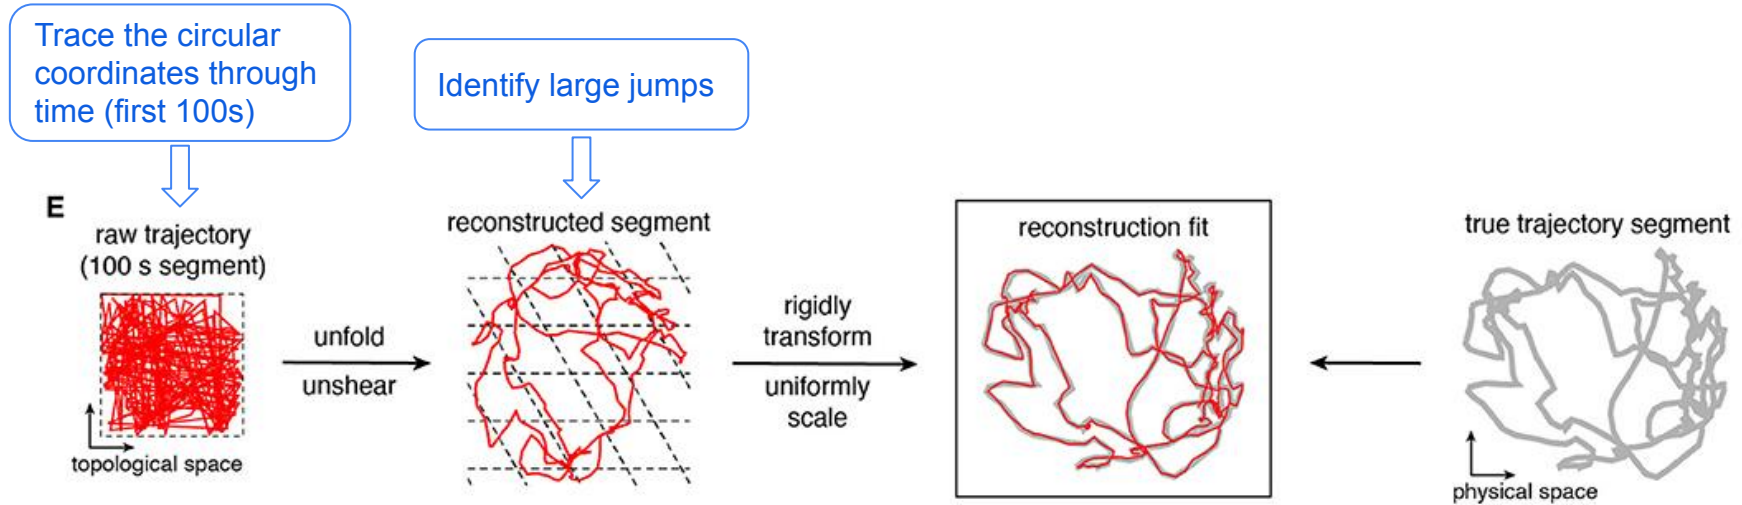 Trace the circular
coordinates through
time (first 100s)
Identify large jumps
E
raw trajectory
(100 s segment)
topological space
unfold
unshear
reconstructed segment
rigidly
transform
uniformly
scale
reconstruction fit
true trajectory segment
physical space